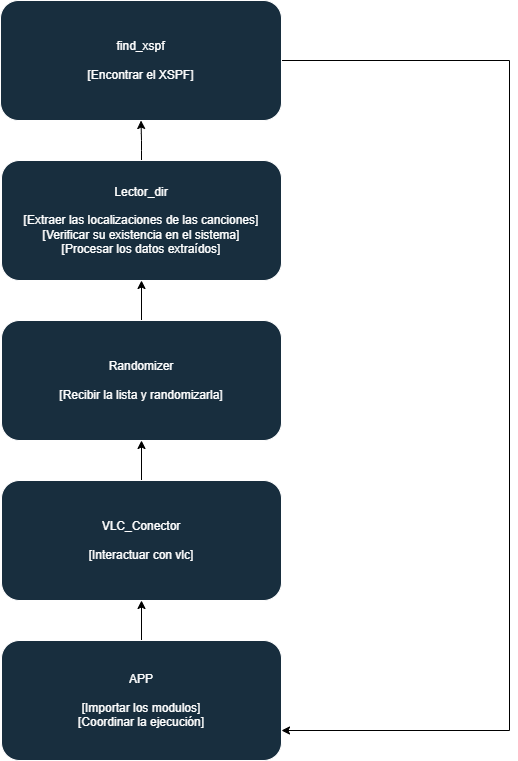 find_xspf
[Encontrar el XSPF]
Lector_dir
[Extraer las localizaciones de las canciones]
[Verificar su existencia en el sistema]
[Procesar los datos extraídos]
Randomizer
[Recibir la lista y randomizarla]
VLC_Conector
[Interactuar con vlc]
APP
[Importar los modulos]
[Coordinar la ejecución]